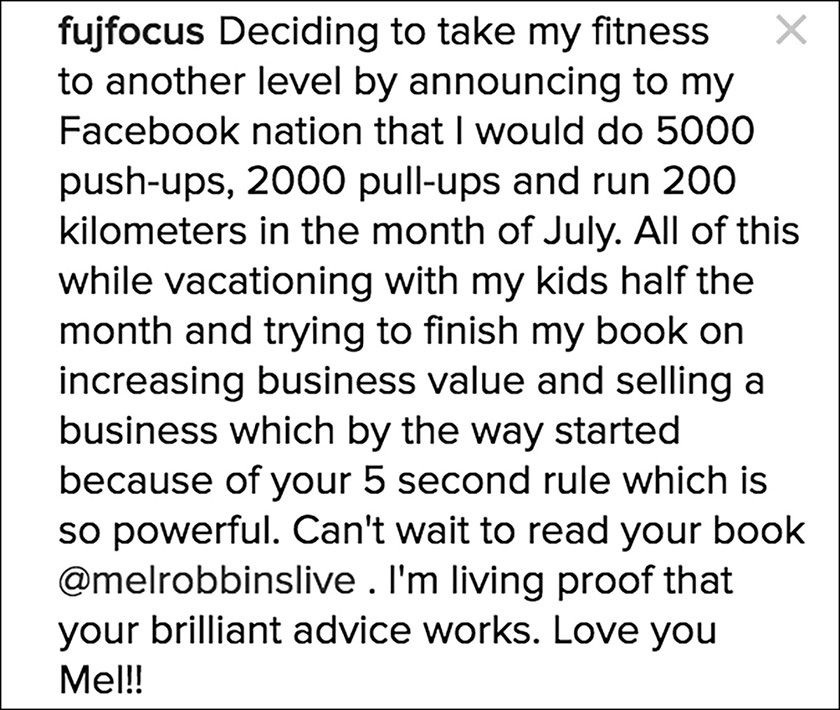 fujfocus Deciding to take my fitness
to another level by announcing to my
Facebook nation that I would do 5000
push-ups, 2000 pull-ups and run 200
kilometers in the month of July. All of this
while vacationing with my kids half the
month and trying to finish my book on
increasing business value and selling a
business which by the way started
because of your 5 second rule which is
so powerful. Can't wait to read your book
@melrobbinslive . I'm living proof that
your brilliant advice works. Love you
Mel!!